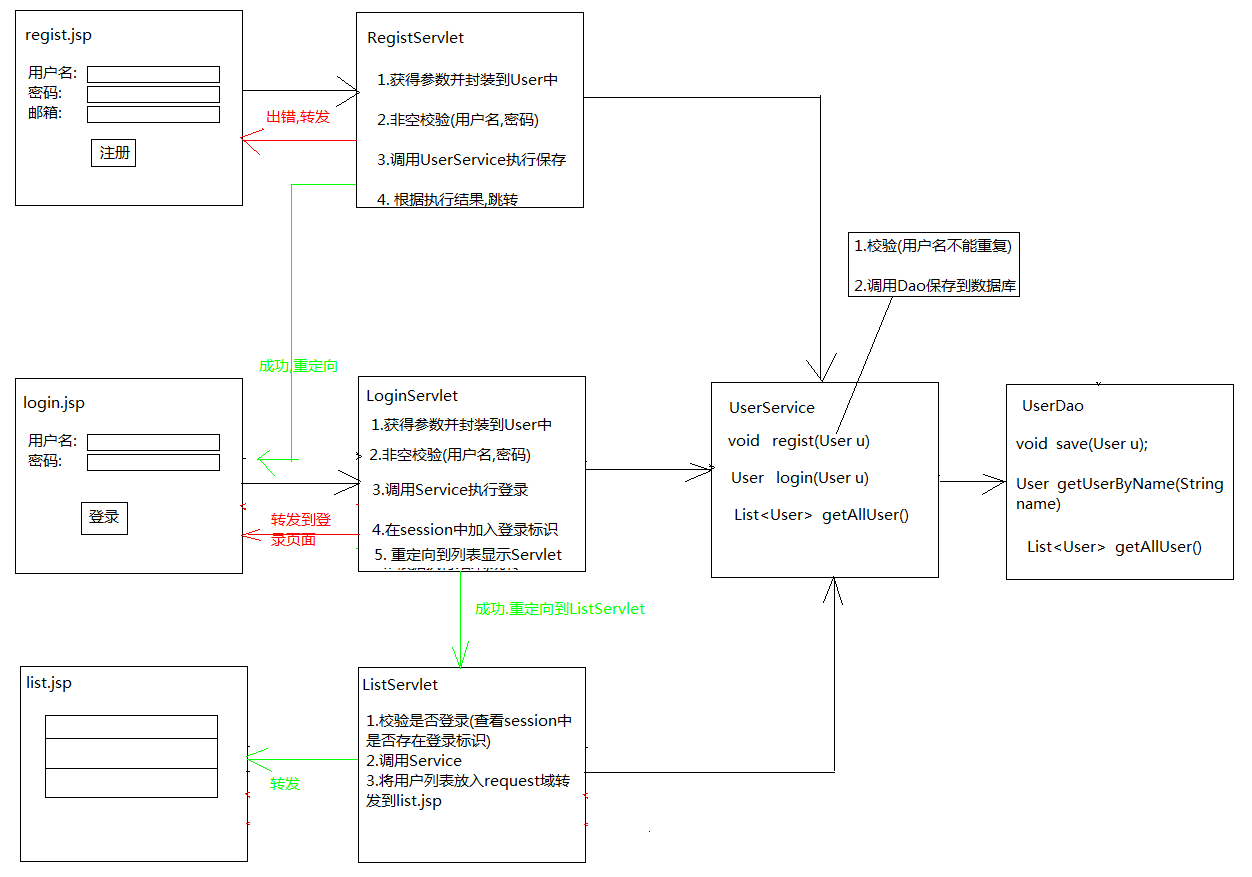 regist.jsp
用户名:
密码:
邮箱:
注册
出错,转发
RegistServlet
1.获得参数并封装到User中
2.非空校验(用户名,密码)
3.调用UserService执行保存
4. 根据执行结果,跳转
1.校验(用户名不能重复)
2.调用Dao保存到数据库
成功,重定向
login.jsp
用户名:
密码:
登录
转发到登
录页面
LoginServlet
1.获得参数并封装到User中
2.非空校验(用户名,密码)
3.调用Service执行登录
4.在session中加入登录标识
5. 重定向到列表显示Servlet
成功.重定向到ListServlet
UserService
void regist(User u)
User login(User u)
List<User> getAllUser()
UserDao
void save(User u);
User getUserByName(String
name)
List<User> getAllUser()
list.jsp
转发
ListServlet
1.校验是否登录(查看session中
是否存在登录标识)
2.调用Service
3.将用户列表放入request域转
发到list.jsp